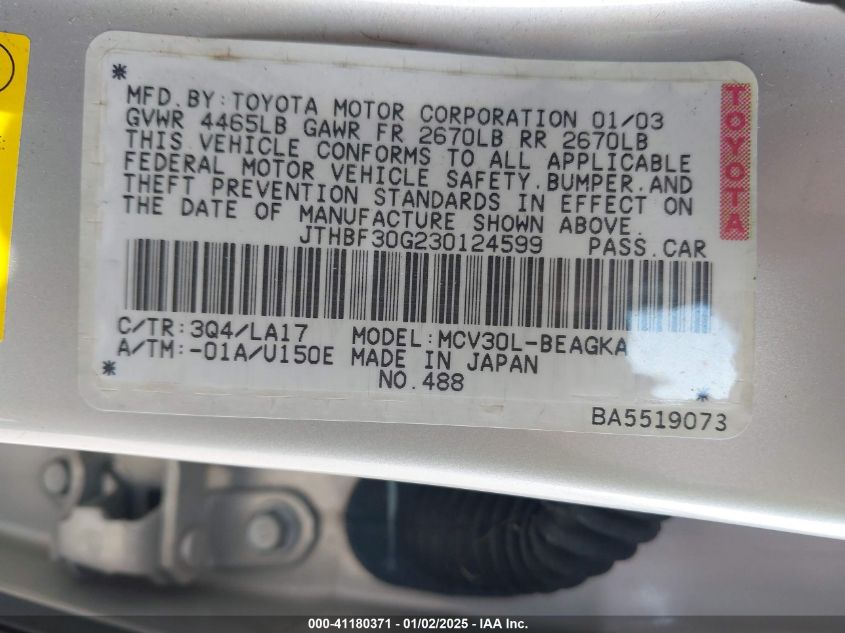 * TOYOTA
MFD.BY:TOYOTA MOTOR CORPORATION 01/03
GVWR 4465LB GAWR FR 2670LB RR 2670LB
THIS VEHICLE CONFORMS TO ALL APPLICABLE
FEDERAL MOTOR VEHICLE SAFETY.BUMPER.AND
THEFT PREVENTION STANDARDS IN EFFECT ON
THE DATE OF MANUFACTURE SHOWN ABOVE.
JTHBF30G230124599 PASS.CAR
C/TR:3Q4/LA17 MODEL:MCV30L-BEAGKA
A/TM:-01A/U150E MADE IN JAPAN
* NO.488 *
BA5519073
000-41180371 - 01/02/2025 - IAA Inc.